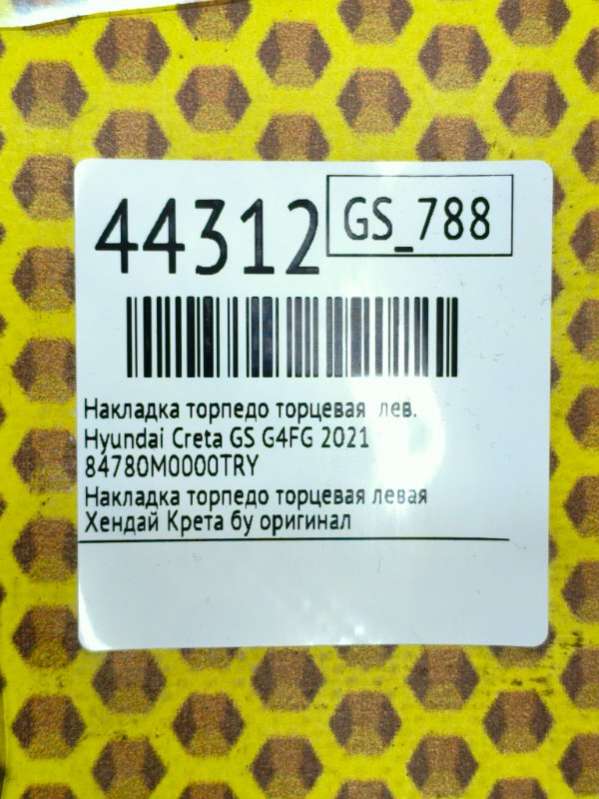 44312
GS_788
Накладка торпедо торцевая лев.
Hyundai Creta GS G4FG 2021
84780M0000TRY
Накладка торпедо торцевая левая
Хендай Крета бу оригинал